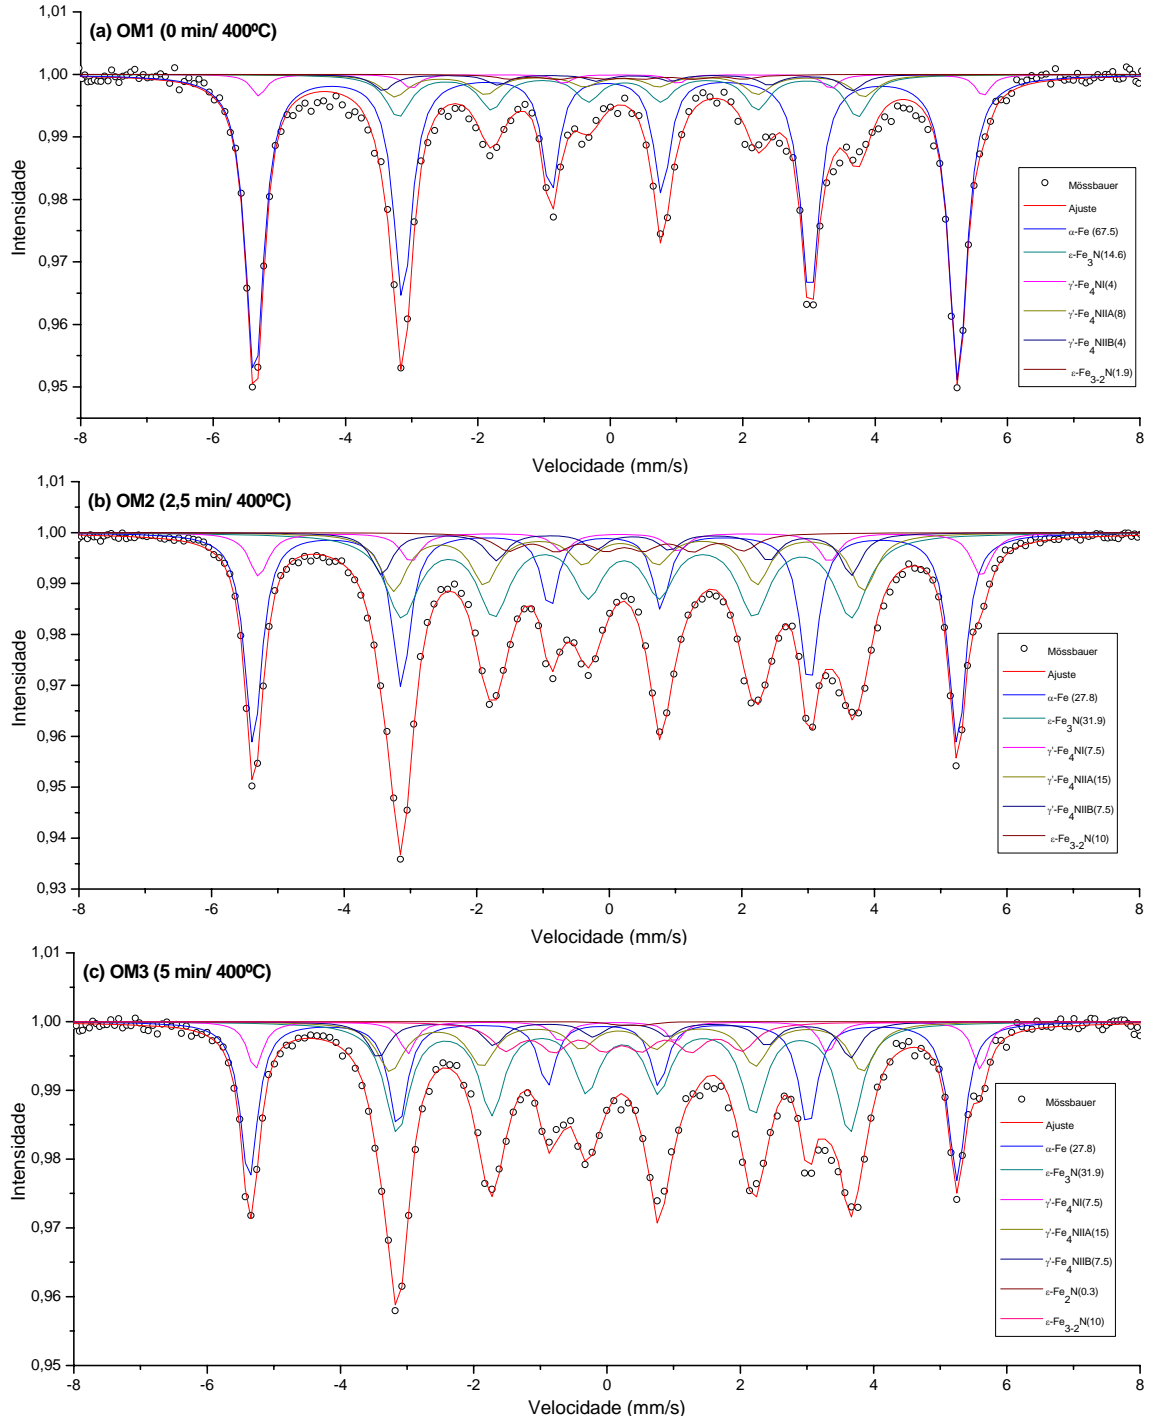 (a) OM1 (0 min/ 400ºC)
1,01
1,00
0,99
0,98
0,97
0,96
0,95
Intensidade
-8 -6 -4 -2 0 2 4 6 8
Velocidade (mm/s)
Mössbauer
Ajuste
α-Fe (67.5)
ε-Fe3N(14.6)
γ'-Fe4NI(4)
γ'-Fe4NIIA(8)
γ'-Fe4NIIB(4)
ε-Fe3-2N(1.9)
(b) OM2 (2,5 min/ 400ºC)
1,01
1,00
0,99
0,98
0,97
0,96
0,95
0,94
0,93
Intensidade
-8 -6 -4 -2 0 2 4 6 8
Velocidade (mm/s)
Mössbauer
Ajuste
α-Fe (27.8)
ε-Fe3N(31.9)
γ'-Fe4NI(7.5)
γ'-Fe4NIIA(15)
γ'-Fe4NIIB(7.5)
ε-Fe3-2N(10)
(c) OM3 (5 min/ 400ºC)
1,01
1,00
0,99
0,98
0,97
0,96
0,95
Intensidade
-8 -6 -4 -2 0 2 4 6 8
Velocidade (mm/s)
Mössbauer
Ajuste
α-Fe (27.8)
ε-Fe3N(31.9)
γ'-Fe4NI(7.5)
γ'-Fe4NIIA(15)
γ'-Fe4NIIB(7.5)
ε-Fe2N(0.3)
ε-Fe3-2N(10)